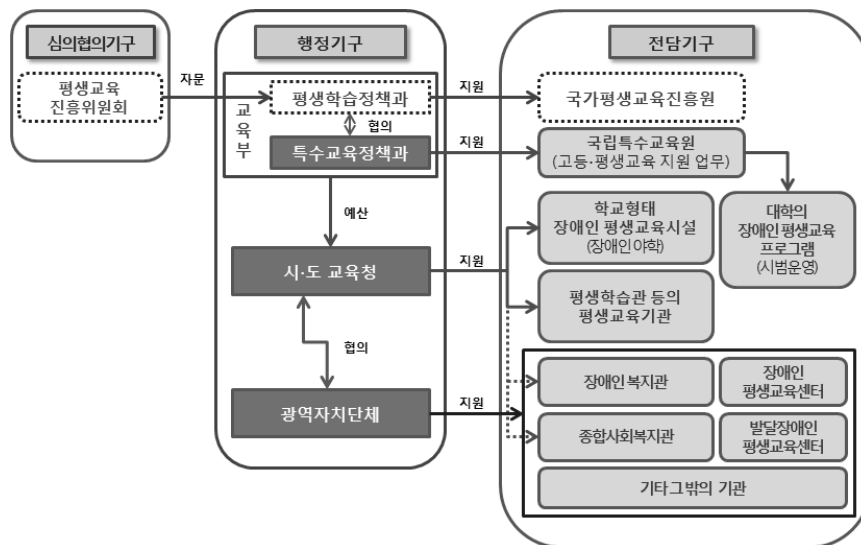 심의협의기구
행정기구
전담기구
평생교육
진흥위원회
자문
교육부
평생학습정책과
협의
특수교육정책과
지원
국가평생교육진흥원
지원
국립특수교육원
(고등·평생교육 지원 업무)
예산
학교형태
장애인 평생교육시설
(장애인 야학)
대학의
장애인 평생교육
프로그램
(시범운영)
시·도 교육청
지원
평생학습관 등의
평생교육기관
협의
장애인 복지관
장애인
평생교육센터
광역자치단체
지원
종합사회복지관
발달장애인
평생교육센터
기타 그 밖의 기관